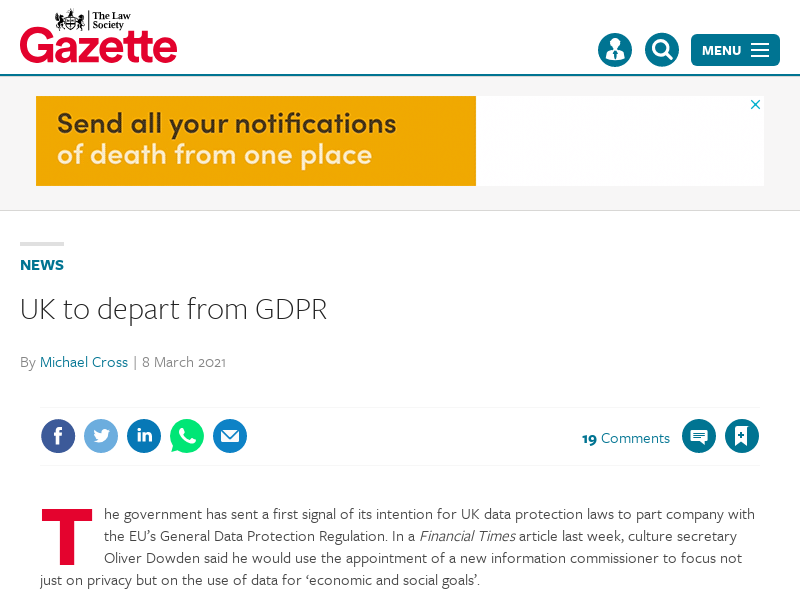 The Law
Society
Gazette
MENU
Send all your notifications
of death from one place
NEWS
UK to depart from GDPR
By Michael Cross | 8 March 2021
19 Comments
The government has sent a first signal of its intention for UK data protection laws to part company with
the EU’s General Data Protection Regulation. In a Financial Times article last week, culture secretary
Oliver Dowden said he would use the appointment of a new information commissioner to focus not
just on privacy but on the use of data for ‘economic and social goals’.